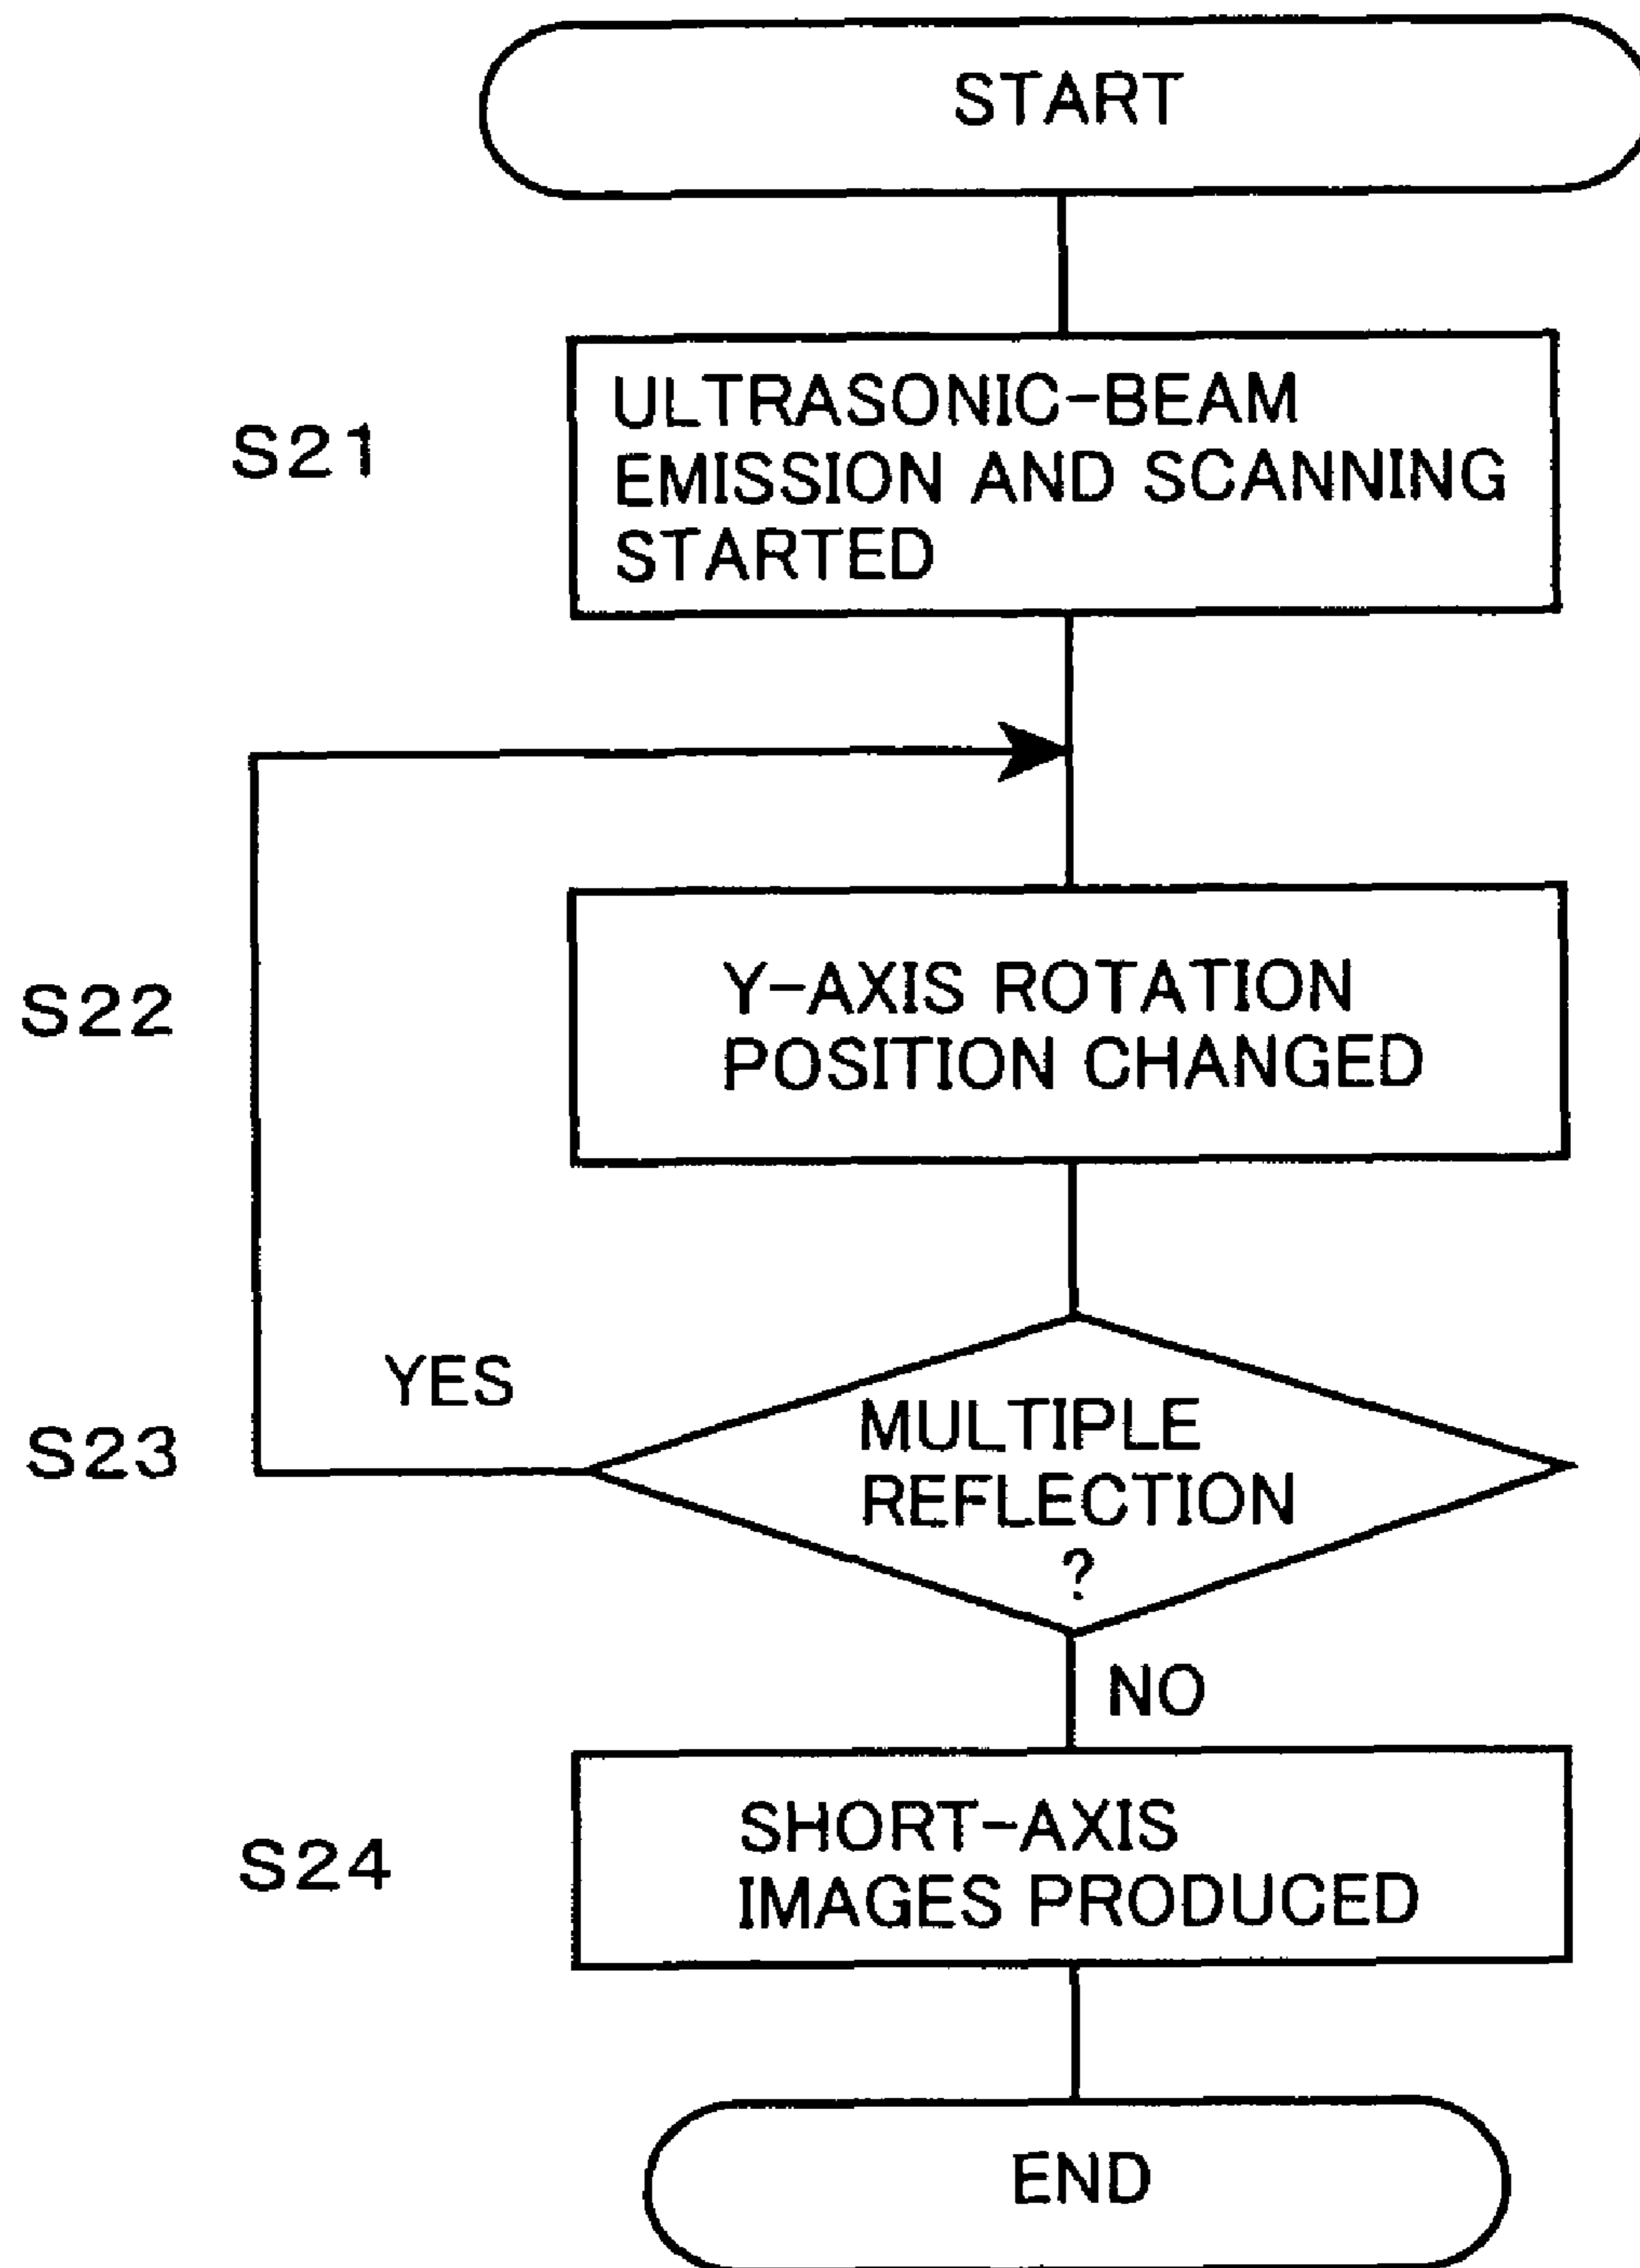 START
S21
ULTRASONIC-BEAM
EMISSION AND SCANNING
STARTED
S22
Y-AXIS ROTATION
POSITION CHANGED
YES
S23
MULTIPLE
REFLECTION
?
NO
S24
SHORT-AXIS
IMAGES PRODUCED
END